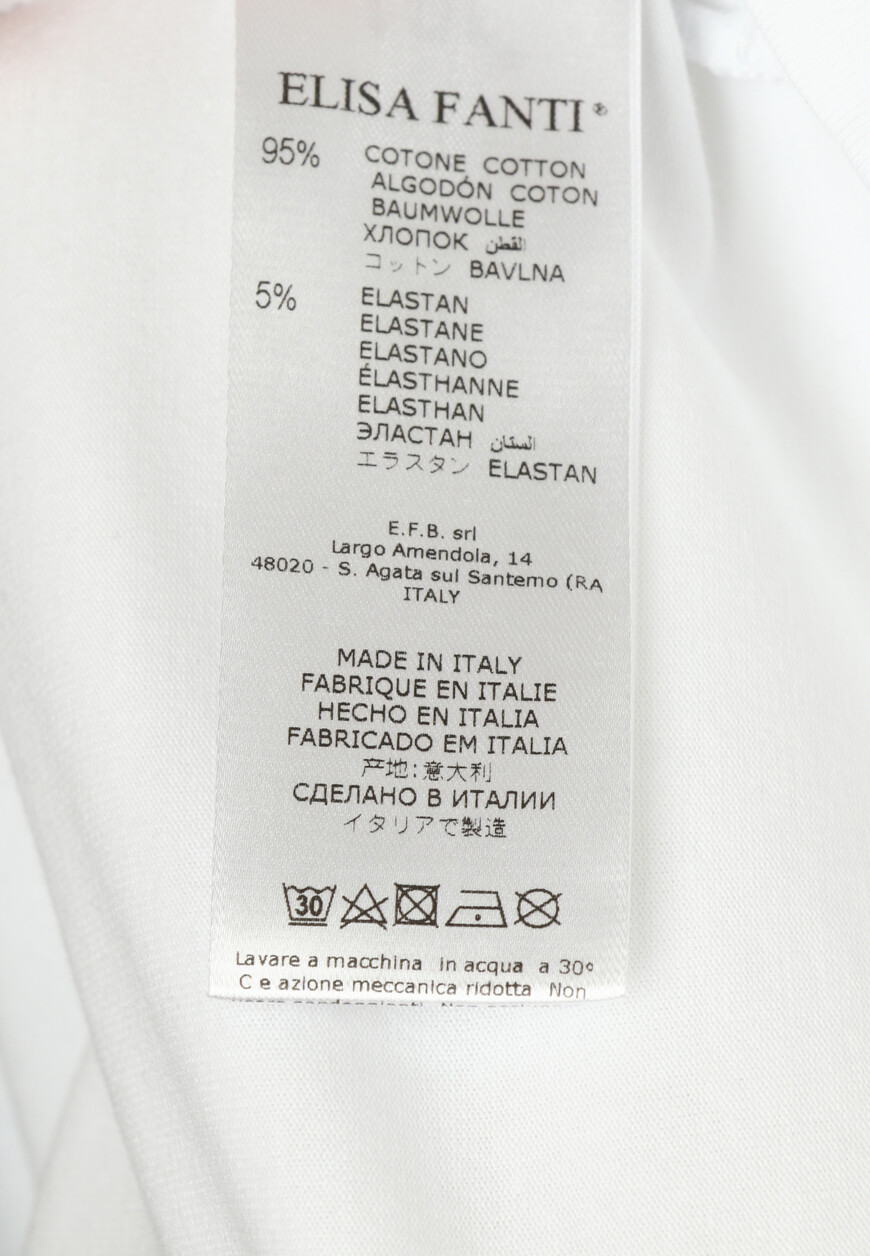 ELISA FANTI®
95% COTONE COTTON
ALGODÓN COTON
BAUMWOLLE
ХЛОПОК القطن
コットン BAVLNA
5% ELASTAN
ELASTANE
ELASTANO
ÉLASTHANNE
ELASTHAN
ЭЛАСТАН الستان
エラスタン ELASTAN
E.F.B. srl
Largo Amendola, 14
48020 - S. Agata sul Santemo (RA
ITALY
MADE IN ITALY
FABRIQUE EN ITALIE
HECHO EN ITALIA
FABRICADO EM ITALIA
产地:意大利
СДЕЛАНО В ИТАЛИИ
イタリアで製造
30
Lavare a macchina in acqua a 30°
C e azione meccanica ridotta Non